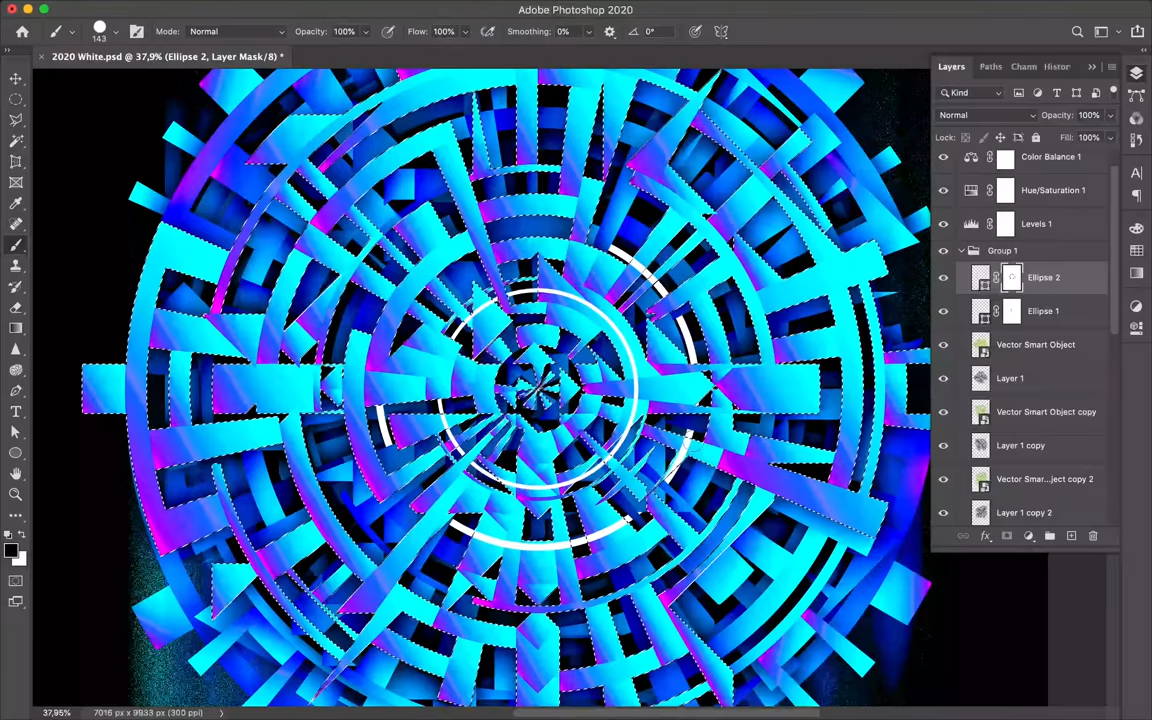 Adobe Photoshop 2020
143 Mode: Normal Opacity: 100% Flow: 100% Smoothing: 0% 0°
2020 White.psd @ 37,9% (Ellipse 2, Layer Mask/8) *
Layers Paths Chann Histor
Kind
Normal Opacity: 100%
Lock: Fill: 100%
Color Balance 1
Hue/Saturation 1
Levels 1
Group 1
Ellipse 2
Ellipse 1
Vector Smart Object
Layer 1
Vector Smart Object copy
Layer 1 copy
Vector Smar...ject copy 2
Layer 1 copy 2
fx
37,95% 7016 px x 9933 px (300 ppi)